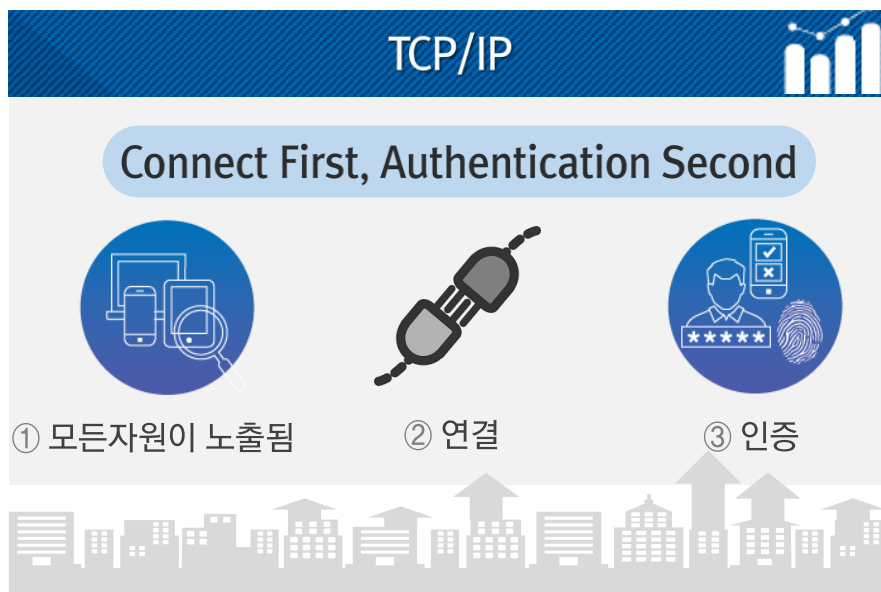 TCP/IP
Connect First, Authentication Second
*****
① 모든자원이 노출됨
② 연결
③ 인증